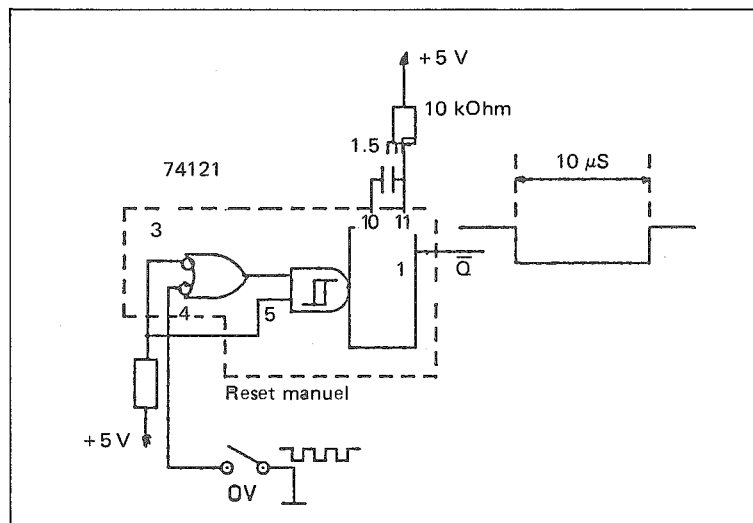 +5 V
10 kOhm
1.5 nF
10 μS
74121
10 11
3
1
Q
4
5
Reset manuel
+5 V
0V